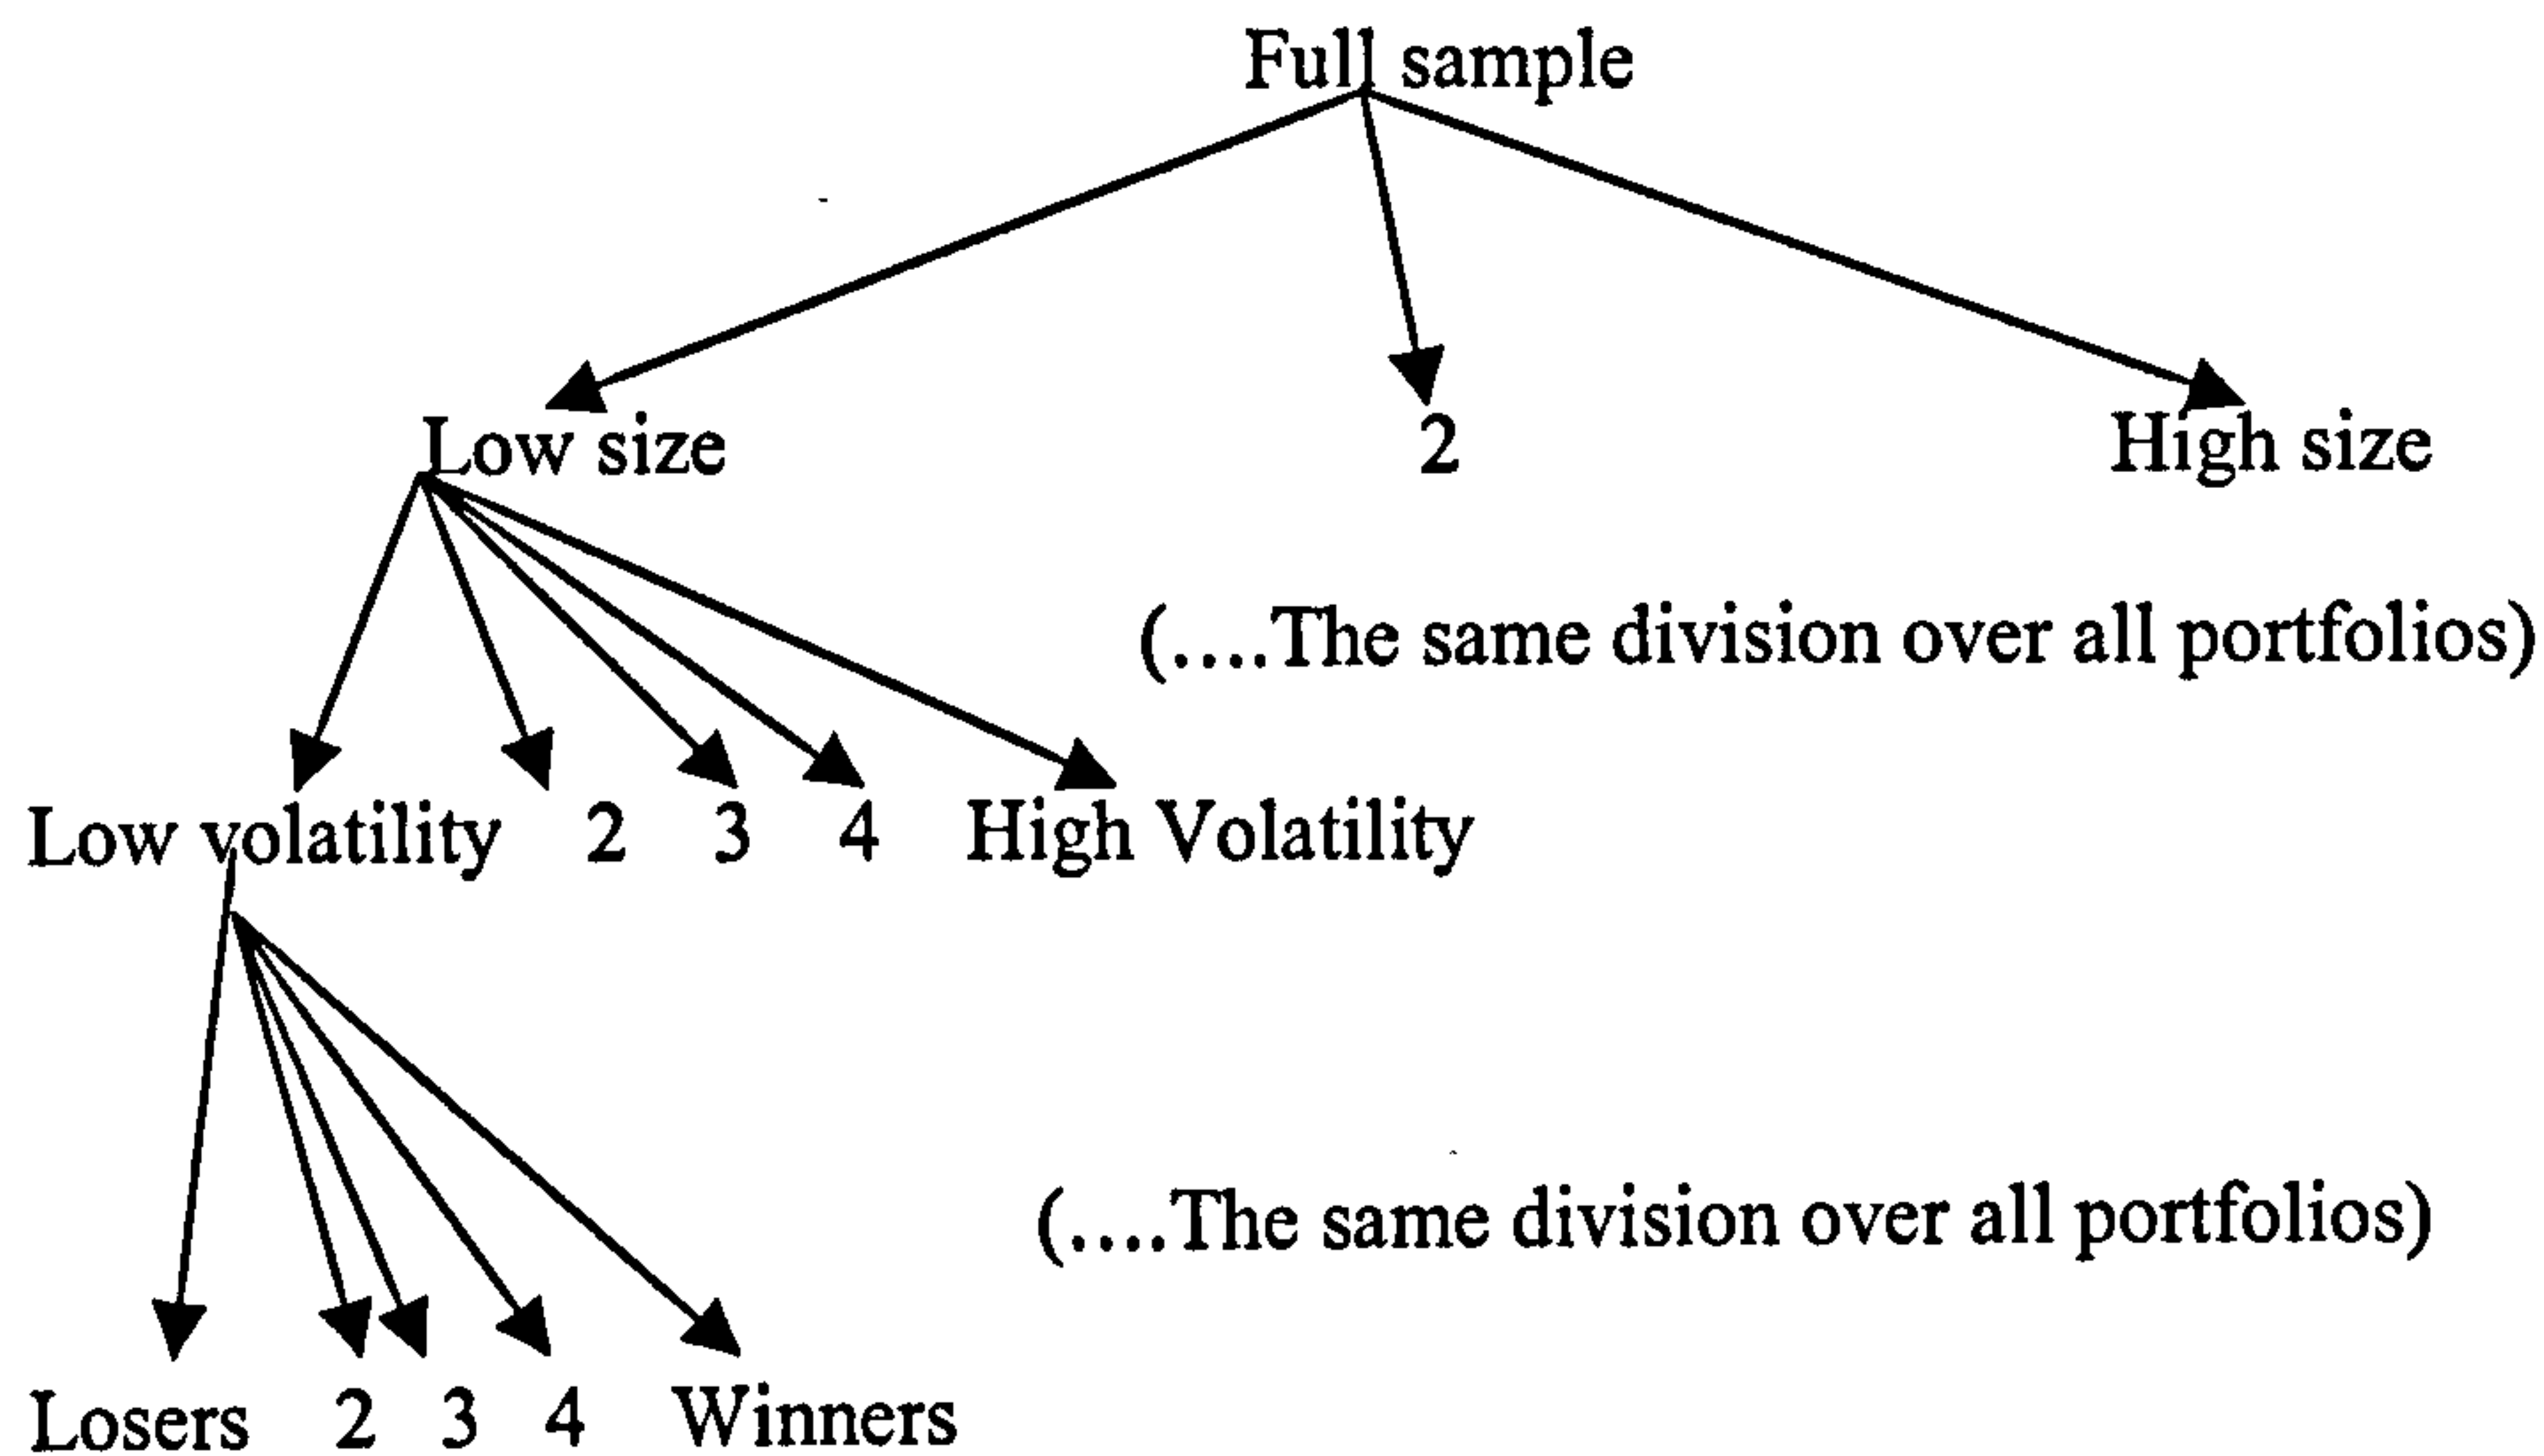 Full sample
Low size 2 High size
(....The same division over all portfolios)
Low volatility 2 3 4 High Volatility
(....The same division over all portfolios)
Losers 2 3 4 Winners